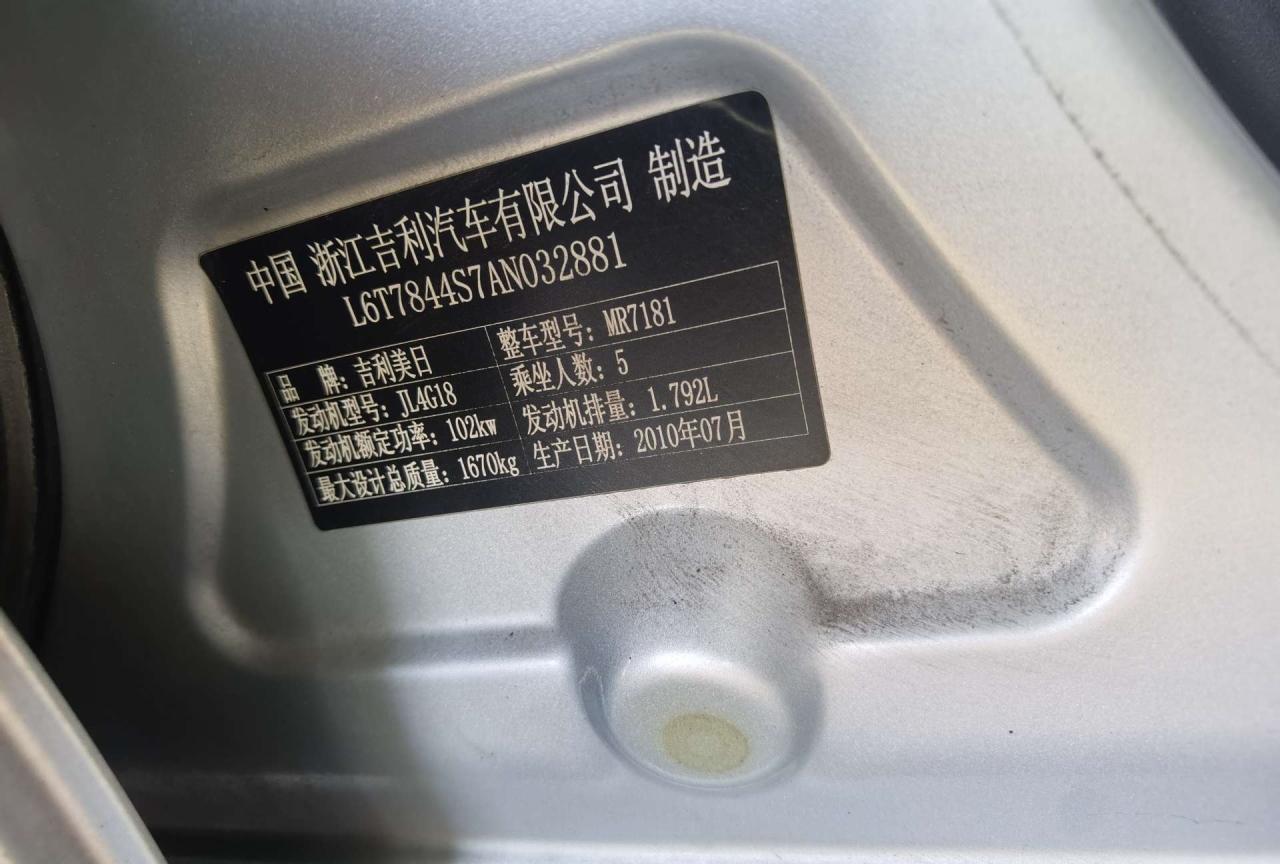 中国 浙江吉利汽车有限公司 制造
L6T7844S7AN032881
品 牌：吉利美日 整车型号：MR7181
发动机型号：JL4G18 乘坐人数：5
发动机额定功率：102kw 发动机排量：1.792L
最大设计总质量：1670kg 生产日期：2010年07月